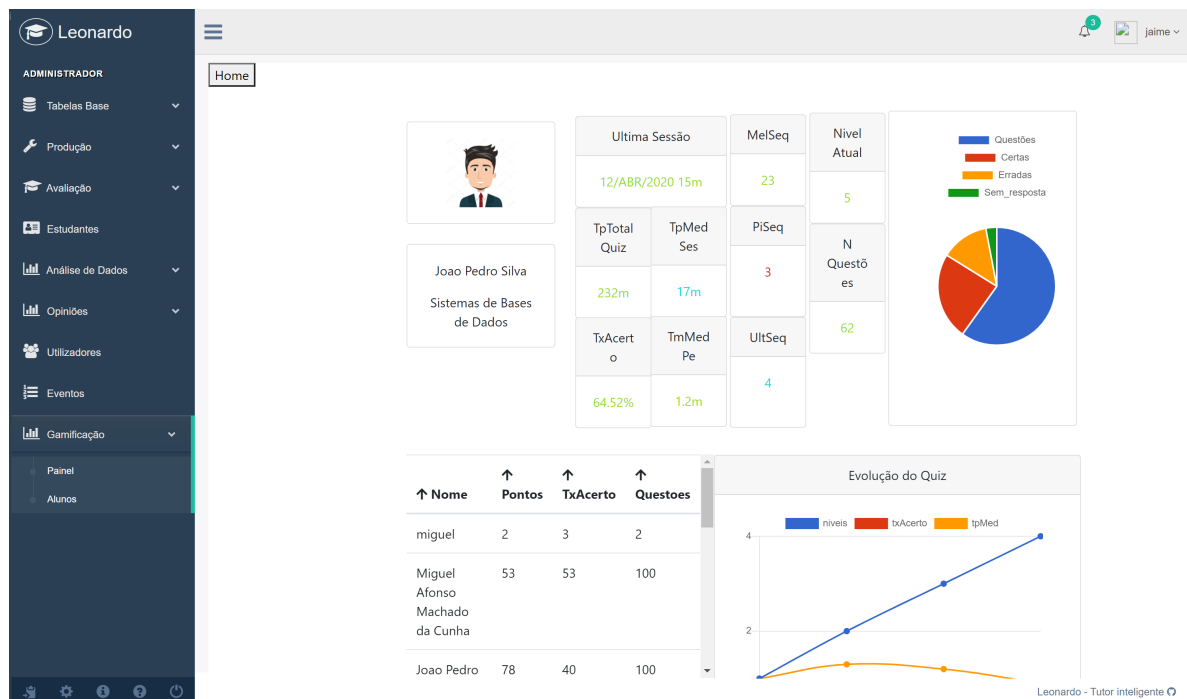 Leonardo
ADMINISTRADOR
Tabelas Base
Produção
Avaliação
Estudantes
Análise de Dados
Opiniões
Utilizadores
Eventos
Gamificação
Painel
Alunos
3
jaime
Home
Joao Pedro Silva
Sistemas de Bases
de Dados
Ultima Sessão
12/ABR/2020 15m
TpTotal
Quiz
232m
TpMed
Ses
17m
TxAcert
o
64.52%
TmMed
Pe
1.2m
MelSeq
23
PiSeq
3
UltSeq
4
Nivel
Atual
5
N
Questõ
es
62
Questões
Certas
Erradas
Sem_resposta
Nome Pontos TxAcerto Questoes
miguel 2 3 2
Miguel 53 53 100
Afonso
Machado
da Cunha
Joao Pedro 78 40 100
Evolução do Quiz
niveis txAcerto tpMed
4
2
Leonardo - Tutor inteligente